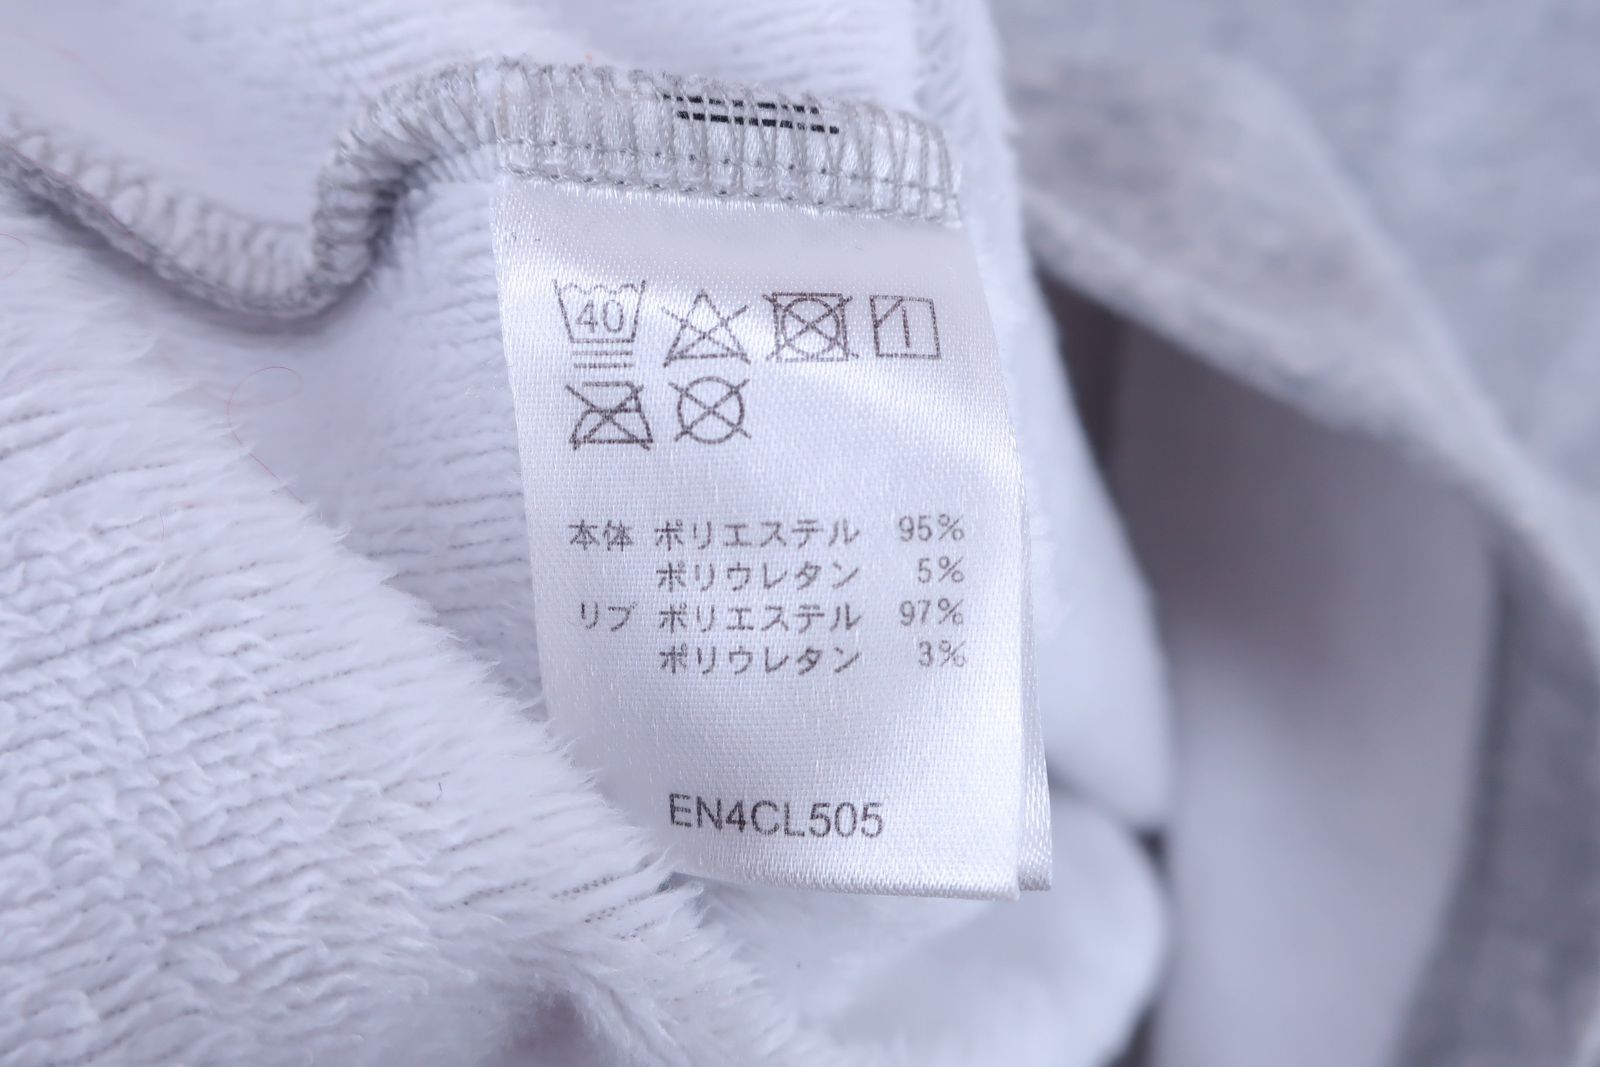 40
本体 ポリエステル 95%
ポリウレタン 5%
リブ ポリエステル 97%
ポリウレタン 3%
EN4CL505